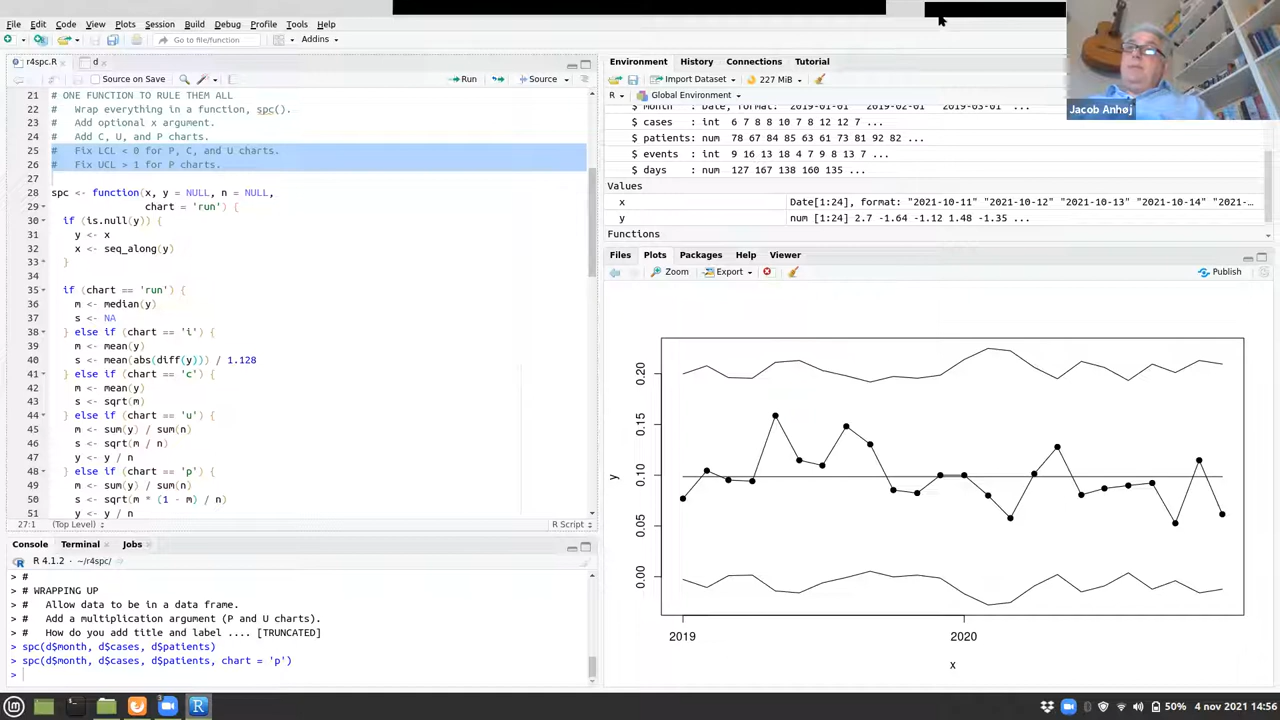 File Edit Code View Plots Session Build Debug Profile Tools Help
Go to file/function Addins
r4spc.R d
Source on Save Run Source
21 # ONE FUNCTION TO RULE THEM ALL
22 # Wrap everything in a function, spc().
23 # Add optional x argument.
24 # Add C, U, and P charts.
25 # Fix LCL < 0 for P, C, and U charts.
26 # Fix UCL > 1 for P charts.
27
28 spc <- function(x, y = NULL, n = NULL,
29 chart = 'run') {
30 if (is.null(y)) {
31 y <- x
32 x <- seq_along(y)
33 }
34
35 if (chart == 'run') {
36 m <- median(y)
37 s <- NA
38 } else if (chart == 'i') {
39 m <- mean(y)
40 s <- mean(abs(diff(y))) / 1.128
41 } else if (chart == 'c') {
42 m <- mean(y)
43 s <- sqrt(m)
44 } else if (chart == 'u') {
45 m <- sum(y) / sum(n)
46 s <- sqrt(m / n)
47 y <- y / n
48 } else if (chart == 'p') {
49 m <- sum(y) / sum(n)
50 s <- sqrt(m * (1 - m) / n)
51 y <- y / n
27:1 (Top Level) R Script
Console Terminal Jobs
R 4.1.2 · ~/r4spc/
> #
> # WRAPPING UP
> # Allow data to be in a data frame.
> # Add a multiplication argument (P and U charts).
> # How do you add title and label .... [TRUNCATED]
> spc(d$month, d$cases, d$patients)
> spc(d$month, d$cases, d$patients, chart = 'p')
>
Environment History Connections Tutorial
Import Dataset 227 MiB
R Global Environment
$ month : Date, format: "2019-01-01" "2019-02-01" "2019-03-01" ...
$ cases : int 6 7 8 8 10 7 8 12 12 7 ...
$ patients: num 78 67 84 85 63 61 73 81 92 82 ...
$ events : int 9 16 13 18 4 7 9 8 13 7 ...
$ days : num 127 167 138 160 135 ...
Values
x Date[1:24], format: "2021-10-11" "2021-10-12" "2021-10-13" "2021-10-14" "2021-...
y num [1:24] 2.7 -1.64 -1.12 1.48 -1.35 ...
Functions
Files Plots Packages Help Viewer
Zoom Export Publish
y
0.20
0.15
0.10
0.05
0.00
2019 2020
x
Jacob Anhøj
50% 4 nov 2021 14:56